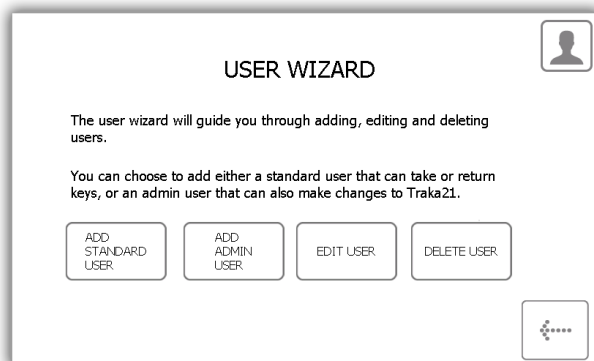 USER WIZARD
The user wizard will guide you through adding, editing and deleting
users.
You can choose to add either a standard user that can take or return
keys, or an admin user that can also make changes to Traka21.
ADD
STANDARD
USER
ADD
ADMIN
USER
EDIT USER
DELETE USER